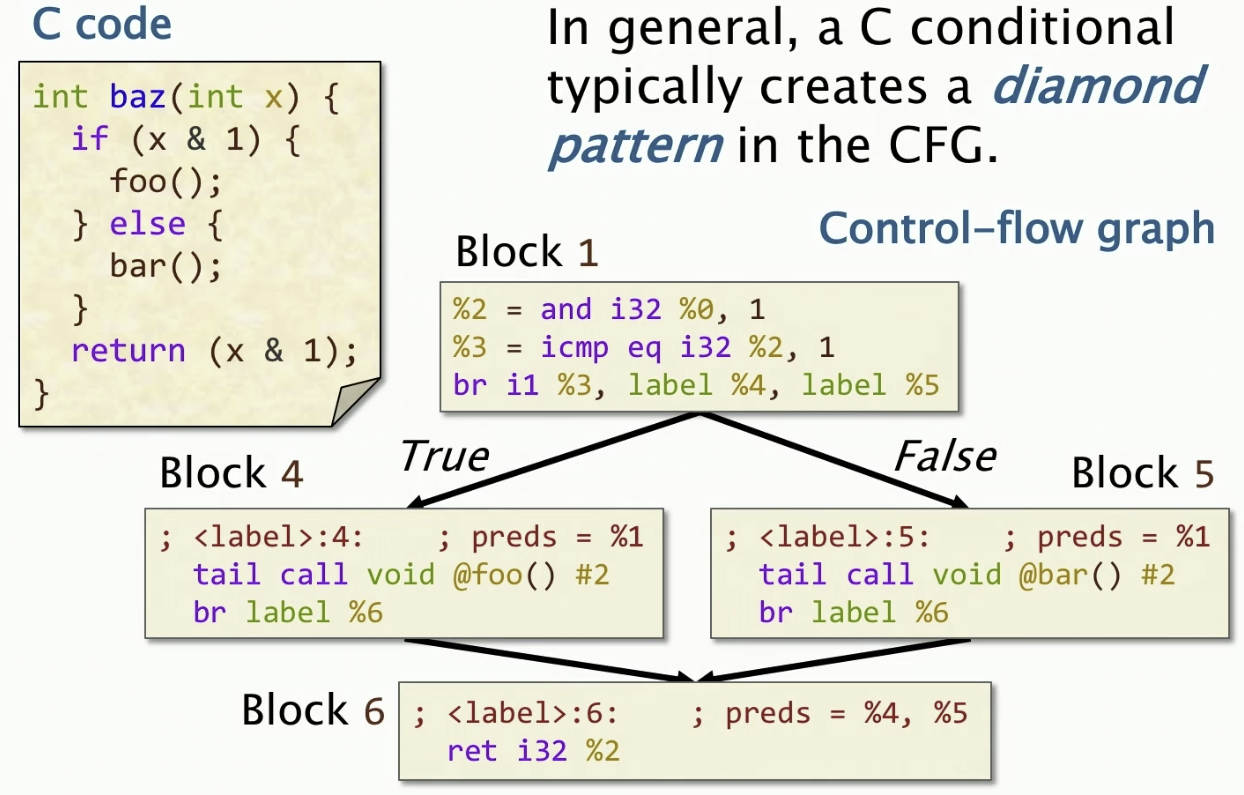 C code
int baz(int x) {
  if (x & 1) {
    foo();
  } else {
    bar();
  }
  return (x & 1);
}
In general, a C conditional
typically creates a diamond
pattern in the CFG.
Control-flow graph
Block 1
%2 = and i32 %0, 1
%3 = icmp eq i32 %2, 1
br i1 %3, label %4, label %5
True
False
Block 4
; <label>:4:    ; preds = %1
  tail call void @foo() #2
  br label %6
Block 5
; <label>:5:    ; preds = %1
  tail call void @bar() #2
  br label %6
Block 6
; <label>:6:    ; preds = %4, %5
  ret i32 %2